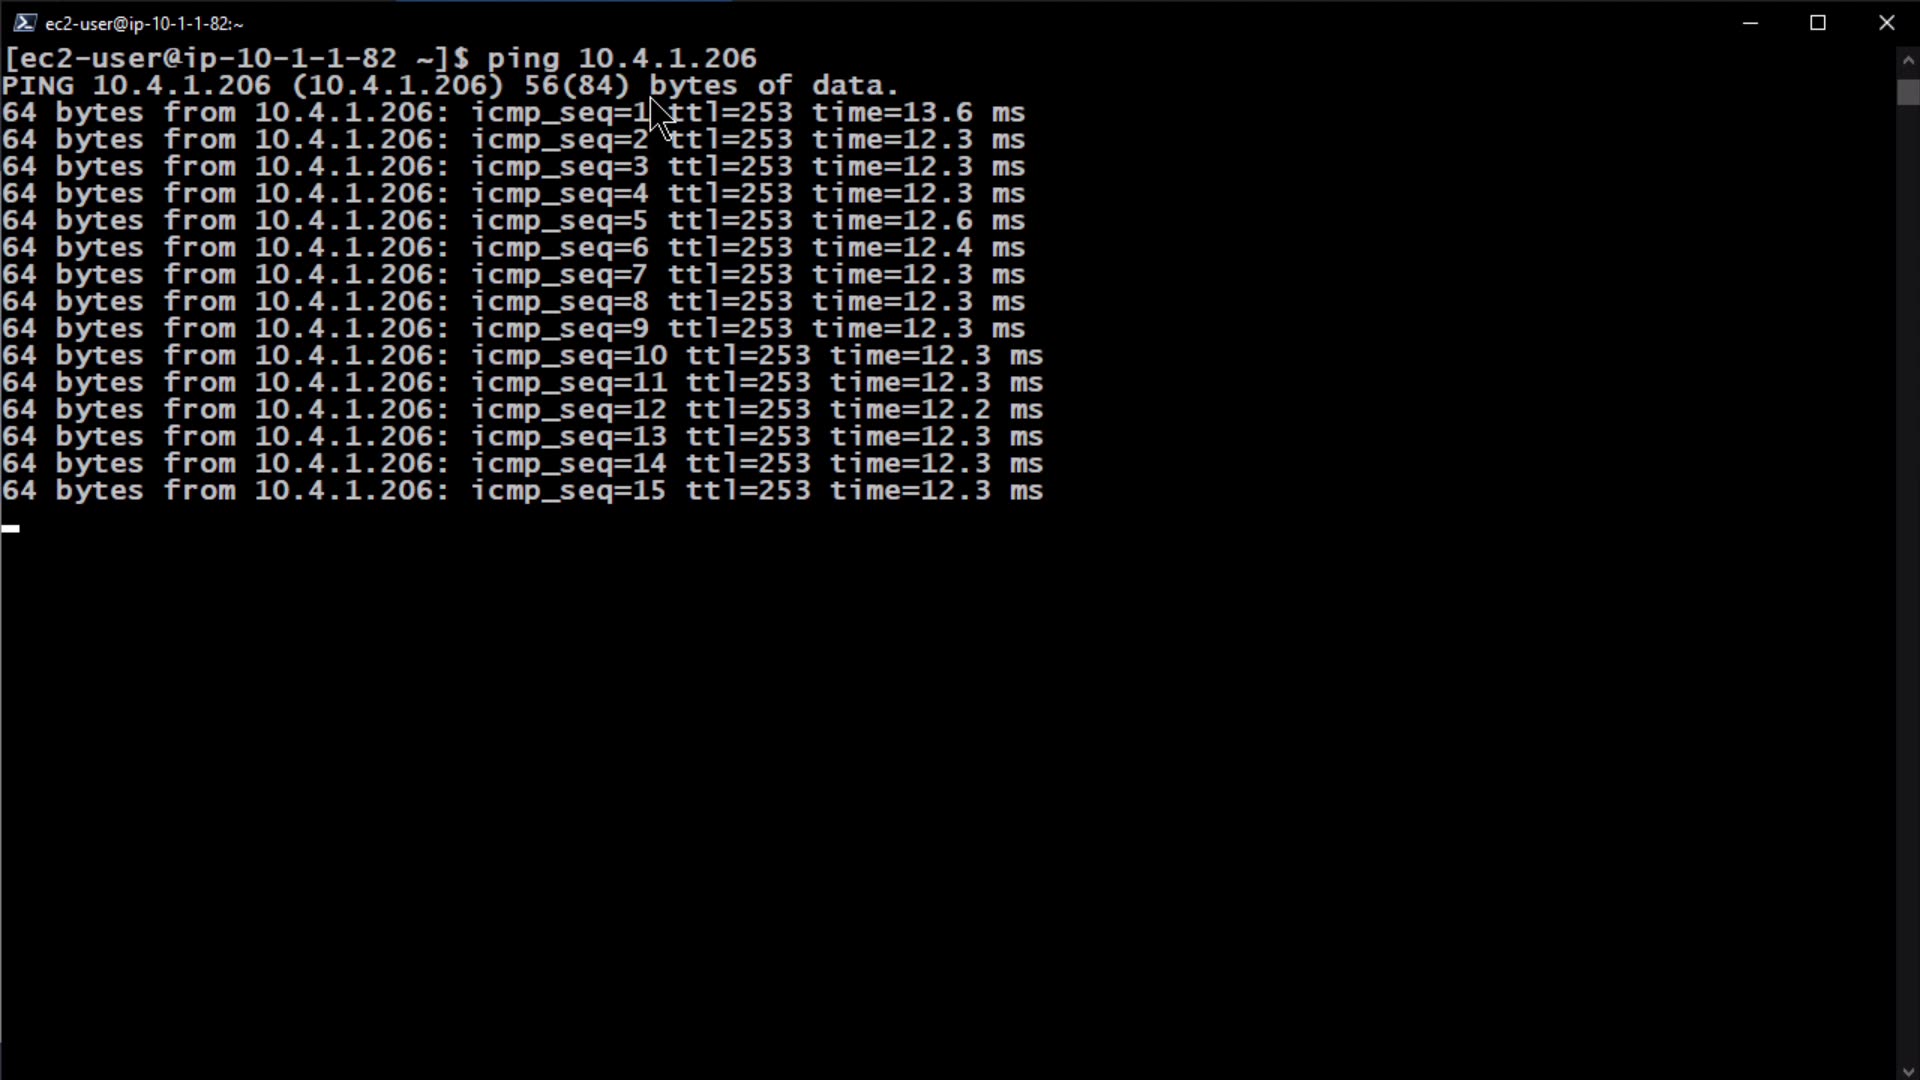 ec2-user@ip-10-1-1-82:~
[ec2-user@ip-10-1-1-82 ~]$ ping 10.4.1.206
PING 10.4.1.206 (10.4.1.206) 56(84) bytes of data.
64 bytes from 10.4.1.206: icmp_seq=1 ttl=253 time=13.6 ms
64 bytes from 10.4.1.206: icmp_seq=2 ttl=253 time=12.3 ms
64 bytes from 10.4.1.206: icmp_seq=3 ttl=253 time=12.3 ms
64 bytes from 10.4.1.206: icmp_seq=4 ttl=253 time=12.3 ms
64 bytes from 10.4.1.206: icmp_seq=5 ttl=253 time=12.6 ms
64 bytes from 10.4.1.206: icmp_seq=6 ttl=253 time=12.4 ms
64 bytes from 10.4.1.206: icmp_seq=7 ttl=253 time=12.3 ms
64 bytes from 10.4.1.206: icmp_seq=8 ttl=253 time=12.3 ms
64 bytes from 10.4.1.206: icmp_seq=9 ttl=253 time=12.3 ms
64 bytes from 10.4.1.206: icmp_seq=10 ttl=253 time=12.3 ms
64 bytes from 10.4.1.206: icmp_seq=11 ttl=253 time=12.3 ms
64 bytes from 10.4.1.206: icmp_seq=12 ttl=253 time=12.2 ms
64 bytes from 10.4.1.206: icmp_seq=13 ttl=253 time=12.3 ms
64 bytes from 10.4.1.206: icmp_seq=14 ttl=253 time=12.3 ms
64 bytes from 10.4.1.206: icmp_seq=15 ttl=253 time=12.3 ms